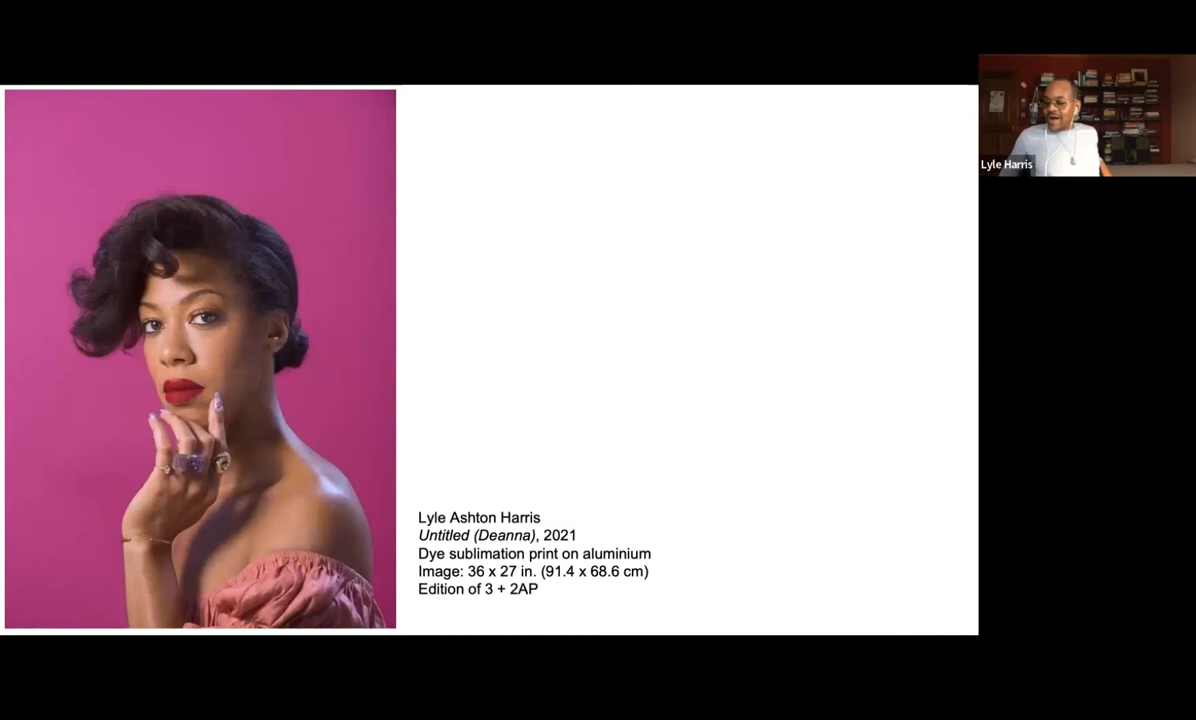 Lyle Harris
Lyle Ashton Harris
Untitled (Deanna), 2021
Dye sublimation print on aluminium
Image: 36 x 27 in. (91.4 x 68.6 cm)
Edition of 3 + 2AP